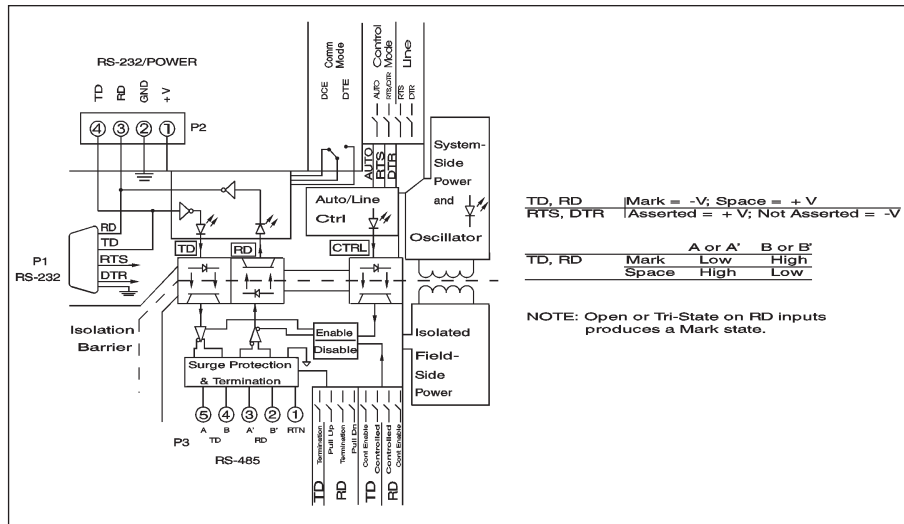 RS-232/POWER
TD
RD
GND
+V
4
3
2
1
P2
Comm
Mode
DCE
DTE
Control
Mode
AUTO
RTS/DTR
Line
RTS
DTR
AUTO
RTS
DTR
System-
Side
Power
and
Oscillator
Auto/Line
Ctrl
RD
TD
RTS
DTR
P1
RS-232
TD
RD
CTRL
Isolation
Barrier
Enable
Disable
Isolated
Field-
Side
Power
Surge Protection
& Termination
5
4
3
2
1
A
B
A'
B'
RTN
TD
RD
P3
RS-485
Termination
Pull Up
Termination
Pull Dn
Cont Enable
Controlled
Controlled
Cont Enable
TD
RD
TD
RD
TD, RD Mark = -V; Space = +V
RTS, DTR Asserted = +V; Not Asserted = -V
A or A' B or B'
TD, RD Mark Low High
Space High Low
NOTE: Open or Tri-State on RD inputs
produces a Mark state.